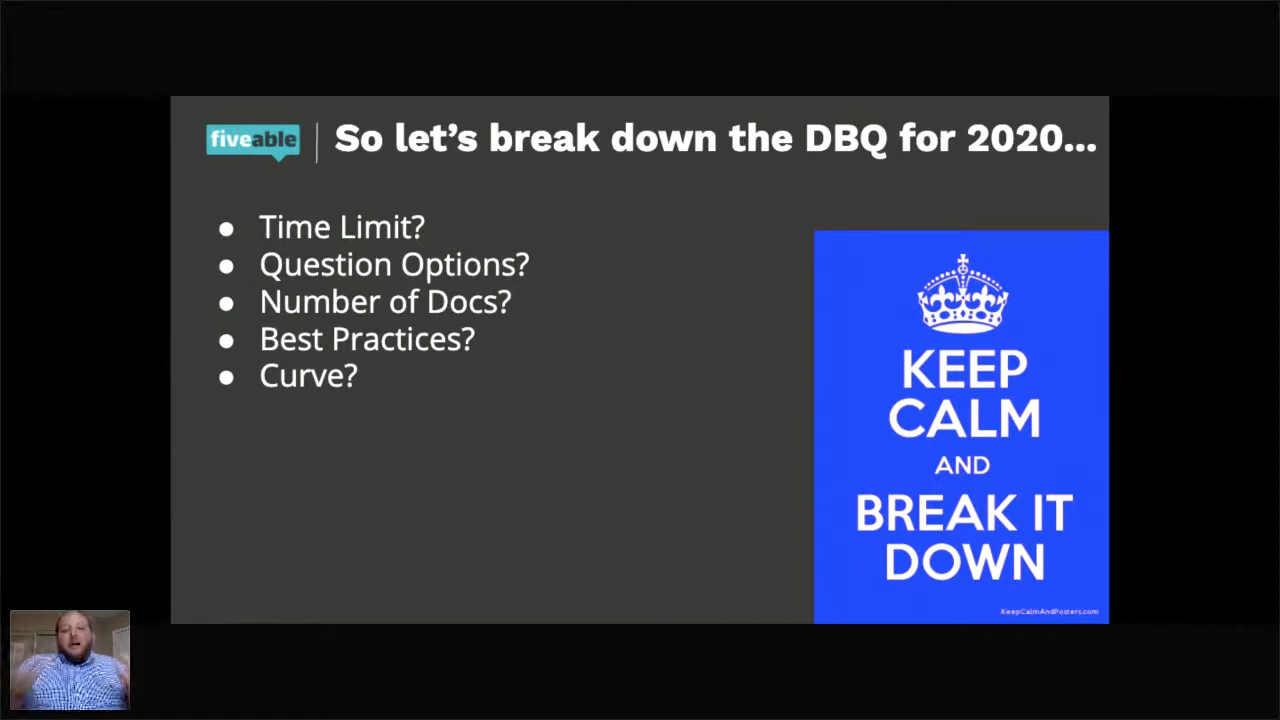 fiveable
So let's break down the DBQ for 2020...
● Time Limit?
● Question Options?
● Number of Docs?
● Best Practices?
● Curve?
KEEP
CALM
AND
BREAK IT
DOWN
KeepCalmAndPosters.com